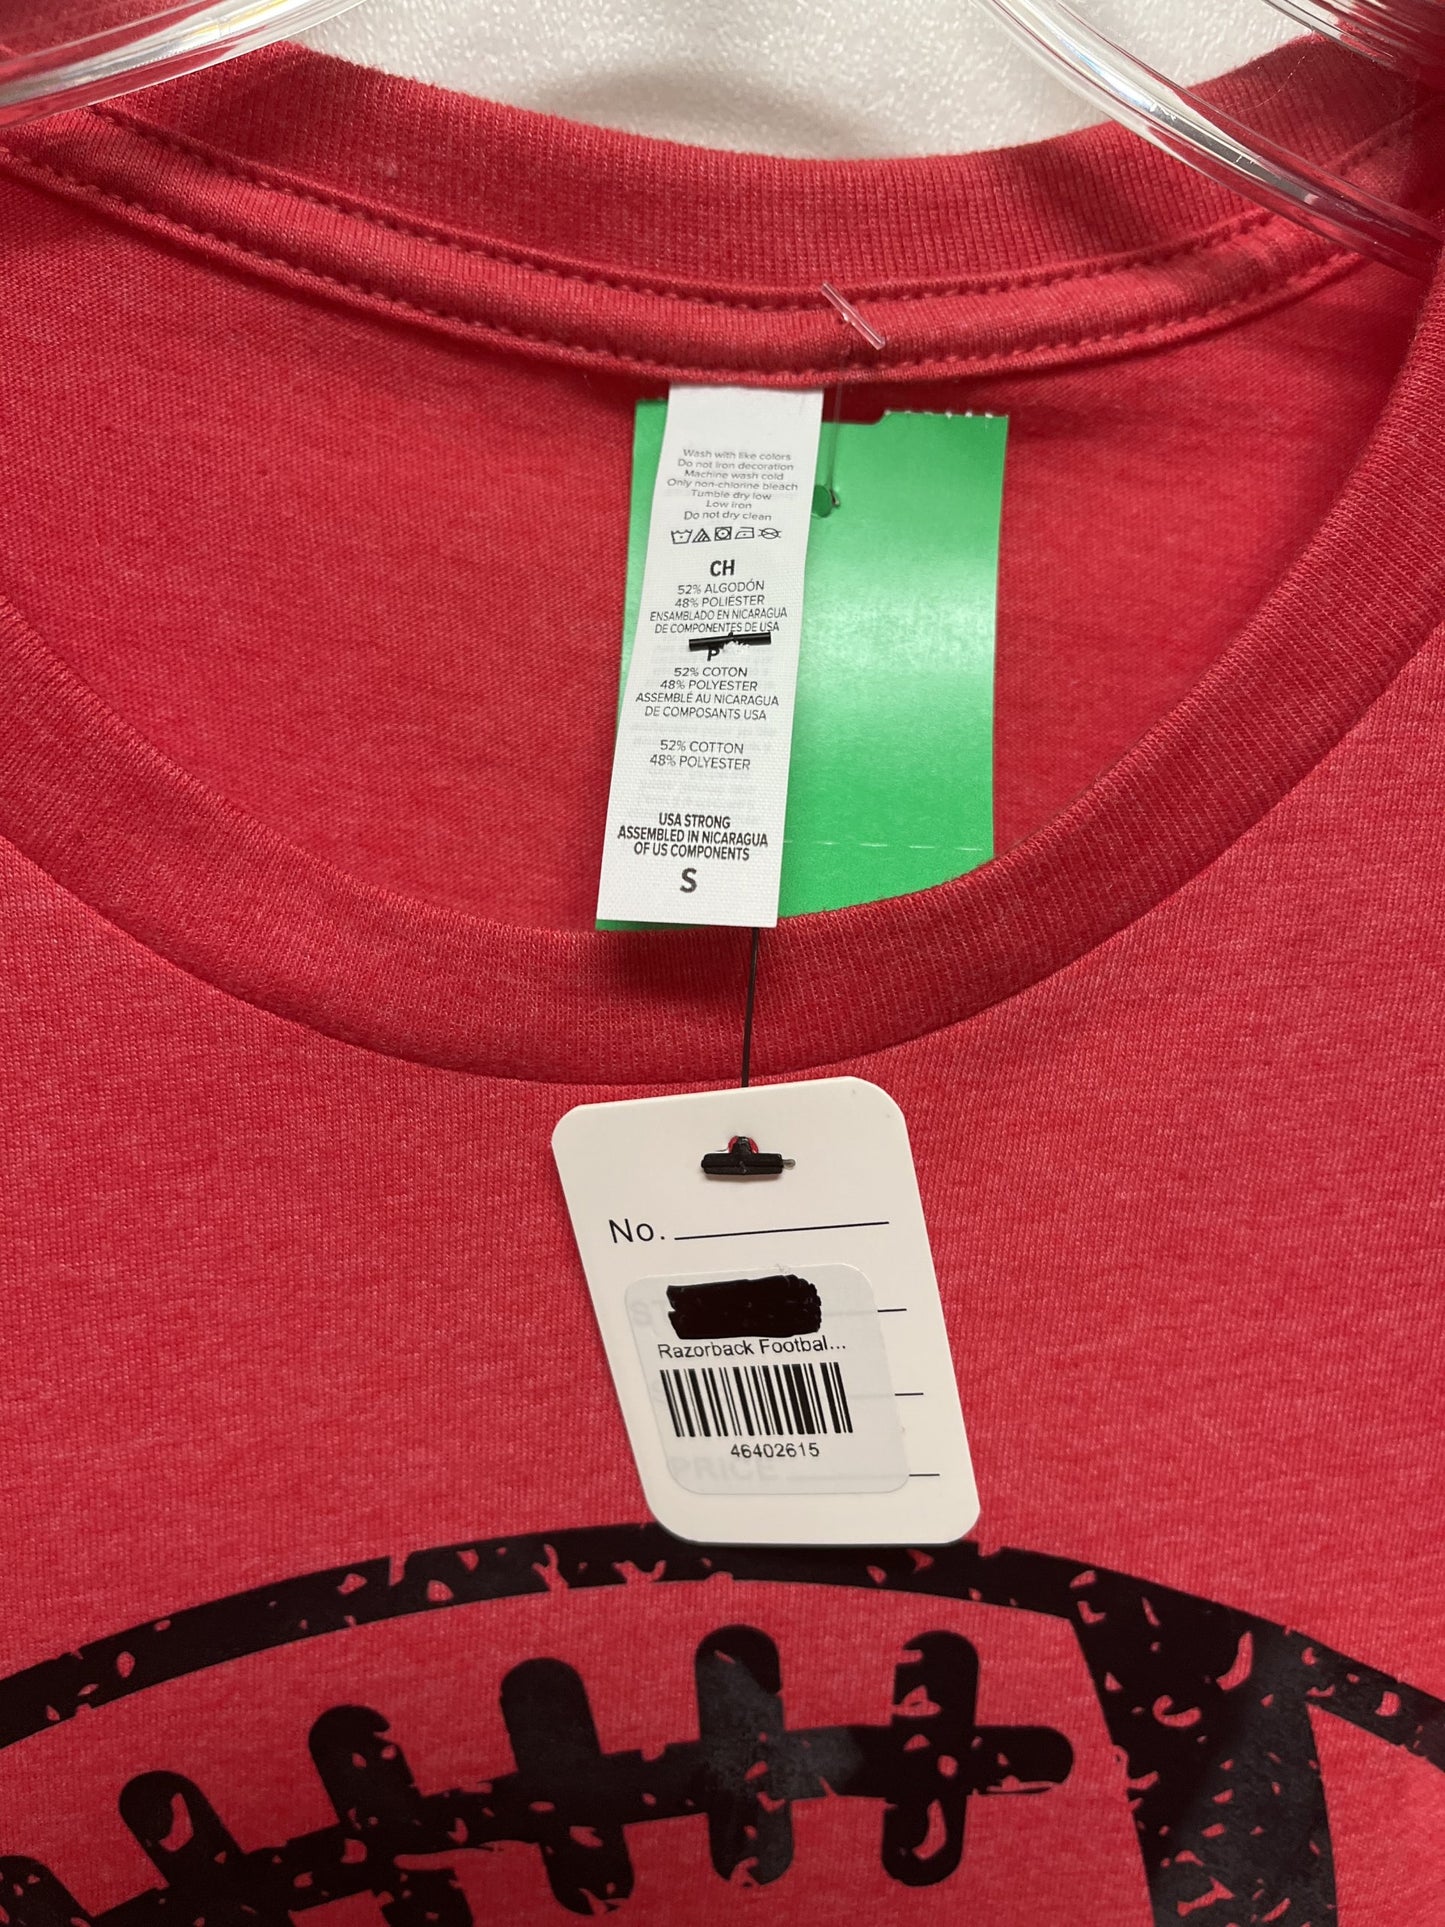 Wash with like colors
Do not iron decoration
Machine wash cold
Only non-chlorine bleach
Tumble dry low
Low iron
Do not dry clean
CH
52% ALGODÓN
48% POLIÉSTER
ENSAMBLADO EN NICARAGUA
DE COMPONENTES DE USA
P
52% COTON
48% POLYESTER
ASSEMBLÉ AU NICARAGUA
DE COMPOSANTS USA
52% COTTON
48% POLYESTER
USA STRONG
ASSEMBLED IN NICARAGUA
OF US COMPONENTS
S
No.
Razorback Footbal...
46402615
PRICE